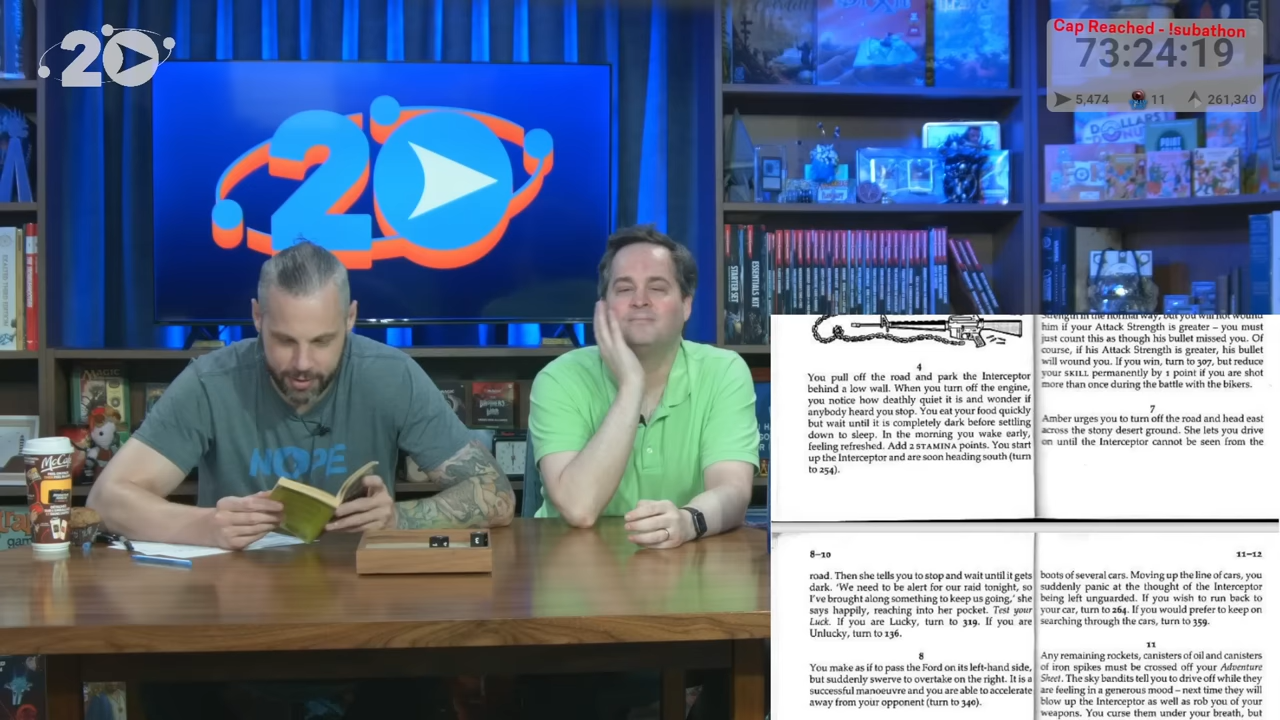 20
Cap Reached - !subathon
73:24:19
5,474
11
261,340
20
DOLLARS
STARTER SET
ESSENTIALS KIT
MAGIC
McCafé
NOPE
3
4
You pull off the road and park the Interceptor
behind a low wall. When you turn off the engine,
you notice how deathly quiet it is and wonder if
anybody heard you stop. You eat your food quickly
but wait until it is completely dark before settling
down to sleep. In the morning you wake early,
feeling refreshed. Add 2 STAMINA points. You start
up the Interceptor and are soon heading south (turn
to 254).
Strength in the normal way, but you will not wound
him if your Attack Strength is greater – you must
just count this as though his bullet missed you. Of
course, if his Attack Strength is greater, his bullet
will wound you. If you win, turn to 307, but reduce
your SKILL permanently by 1 point if you are shot
more than once during the battle with the bikers.
7
Amber urges you to turn off the road and head east
across the stony desert ground. She lets you drive
on until the Interceptor cannot be seen from the
8–10
road. Then she tells you to stop and wait until it gets
dark. ‘We need to be alert for our raid tonight, so
I’ve brought along something to keep us going,’ she
says happily, reaching into her pocket. Test your
Luck. If you are Lucky, turn to 319. If you are
Unlucky, turn to 136.
8
You make as if to pass the Ford on its left-hand side,
but suddenly swerve to overtake on the right. It is a
successful manoeuvre and you are able to accelerate
away from your opponent (turn to 340).
11–12
boots of several cars. Moving up the line of cars, you
suddenly panic at the thought of the Interceptor
being left unguarded. If you wish to run back to
your car, turn to 264. If you would prefer to keep on
searching through the cars, turn to 359.
11
Any remaining rockets, canisters of oil and canisters
of iron spikes must be crossed off your Adventure
Sheet. The sky bandits tell you to drive off while they
are feeling in a generous mood – next time they will
blow up the Interceptor as well as rob you of your
weapons. You curse them under your breath, but